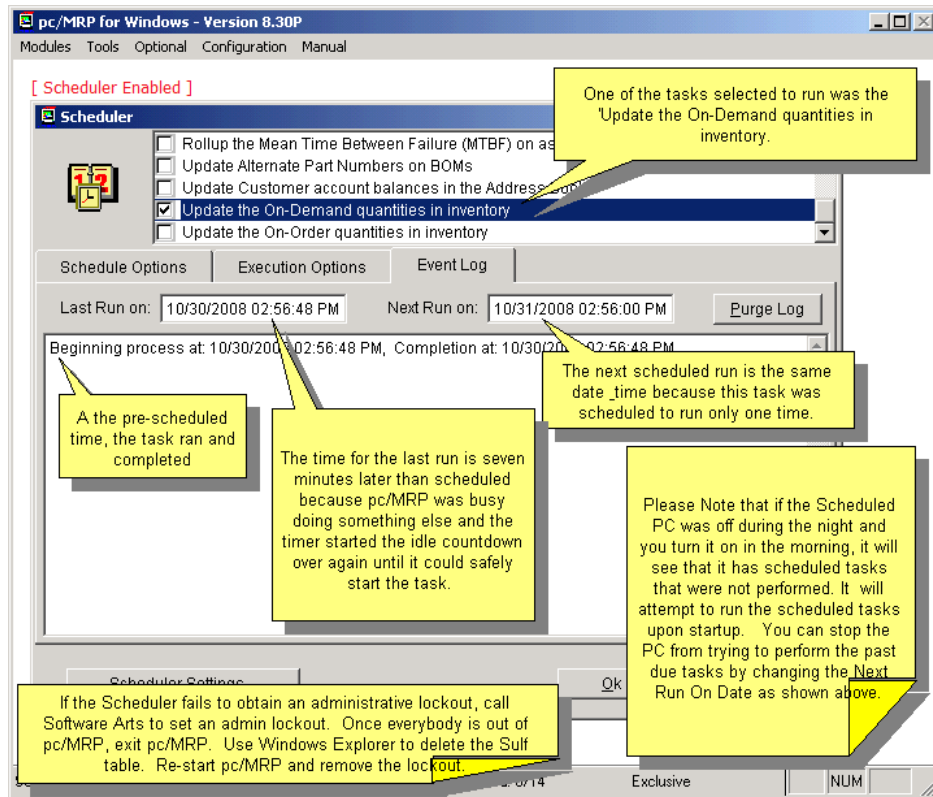 pc/MRP for Windows - Version 8.30P
Modules Tools Optional Configuration Manual
[ Scheduler Enabled ]
One of the tasks selected to run was the
'Update the On-Demand quantities in
inventory.
Scheduler
Rollup the Mean Time Between Failure (MTBF) on as
Update Alternate Part Numbers on BOMs
Update Customer account balances in the Address
Update the On-Demand quantities in inventory
Update the On-Order quantities in inventory
Schedule Options Execution Options Event Log
Last Run on: 10/30/2008 02:56:48 PM Next Run on: 10/31/2008 02:56:00 PM Purge Log
Beginning process at: 10/30/2008 02:56:48 PM, Completion at: 10/30/2008 02:56:48 PM
The next scheduled run is the same
date _time because this task was
scheduled to run only one time.
A the pre-scheduled
time, the task ran and
completed
The time for the last run is seven
minutes later than scheduled
because pc/MRP was busy
doing something else and the
timer started the idle countdown
over again until it could safely
start the task.
Please Note that if the Scheduled
PC was off during the night and
you turn it on in the morning, it will
see that it has scheduled tasks
that were not performed. It will
attempt to run the scheduled tasks
upon startup. You can stop the
PC from trying to perform the past
due tasks by changing the Next
Run On Date as shown above.
Scheduler Settings Ok
If the Scheduler fails to obtain an administrative lockout, call
Software Arts to set an admin lockout. Once everybody is out of
pc/MRP, exit pc/MRP. Use Windows Explorer to delete the Sulf
table. Re-start pc/MRP and remove the lockout.
Exclusive NUM